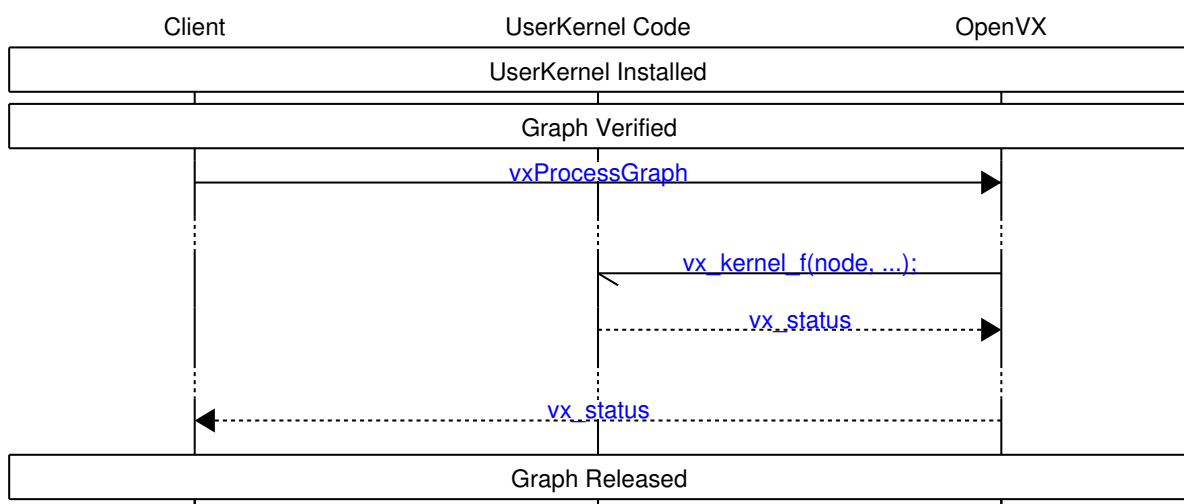 Client UserKernel Code OpenVX
UserKernel Installed
Graph Verified
vxProcessGraph
vx_kernel_f(node, ...);
vx_status
vx_status
Graph Released